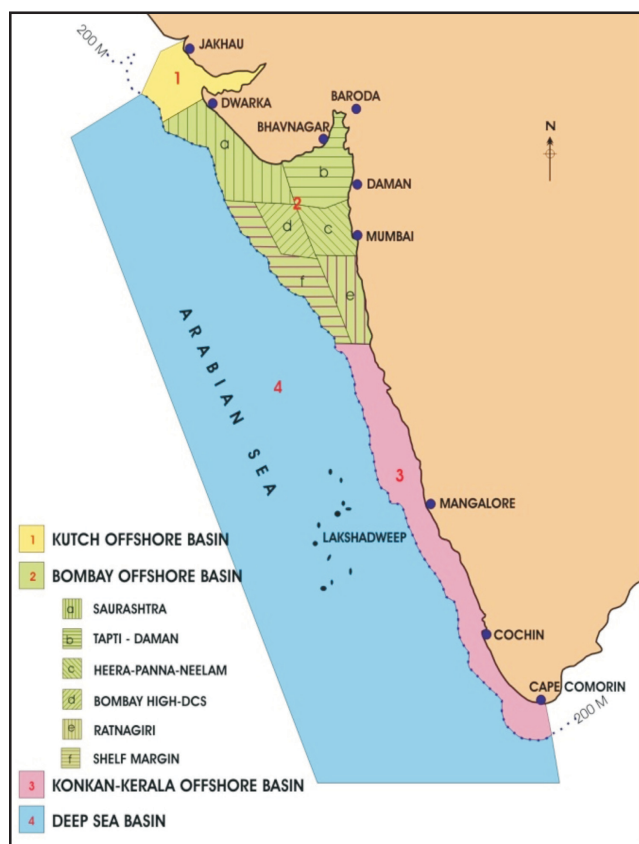 200 M
JAKHAU
1
DWARKA
BARODA
BHAVNAGAR
N
a
b
DAMAN
2
d
c
MUMBAI
f
e
ARABIAN SEA
4
3
MANGALORE
LAKSHADWEEP
COCHIN
CAPE COMORIN
200 M
1 KUTCH OFFSHORE BASIN
2 BOMBAY OFFSHORE BASIN
a SAURASHTRA
b TAPTI - DAMAN
c HEERA-PANNA-NEELAM
d BOMBAY HIGH-DCS
e RATNAGIRI
f SHELF MARGIN
3 KONKAN-KERALA OFFSHORE BASIN
4 DEEP SEA BASIN